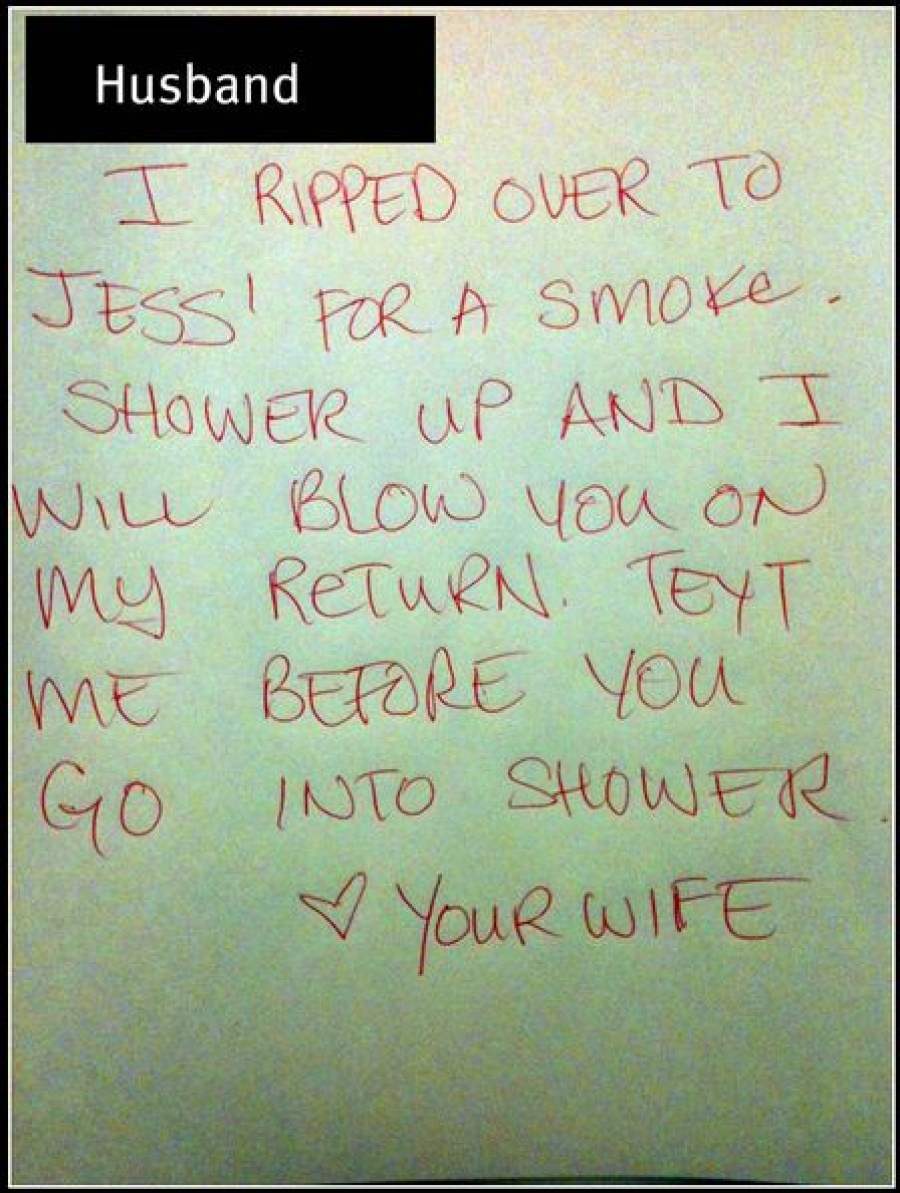 Husband
I RIPPED OVER TO
JESS' FOR A SMOKe.
SHOWER UP AND I
WILL BLOW YOU ON
MY ReTURN. TEXT
ME BEFORE YOU
GO INTO SHOWER.
♡ YOUR WIFE